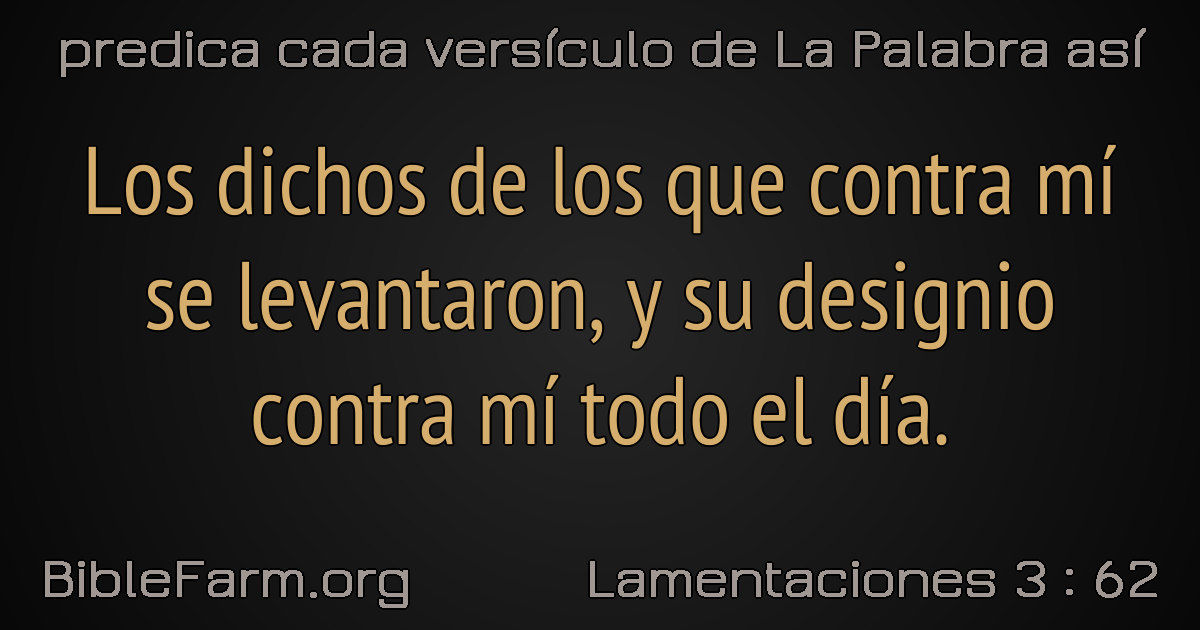 predica cada versículo de La Palabra así
Los dichos de los que contra mí
se levantaron, y su designio
contra mí todo el día.
BibleFarm.org
Lamentaciones 3 : 62